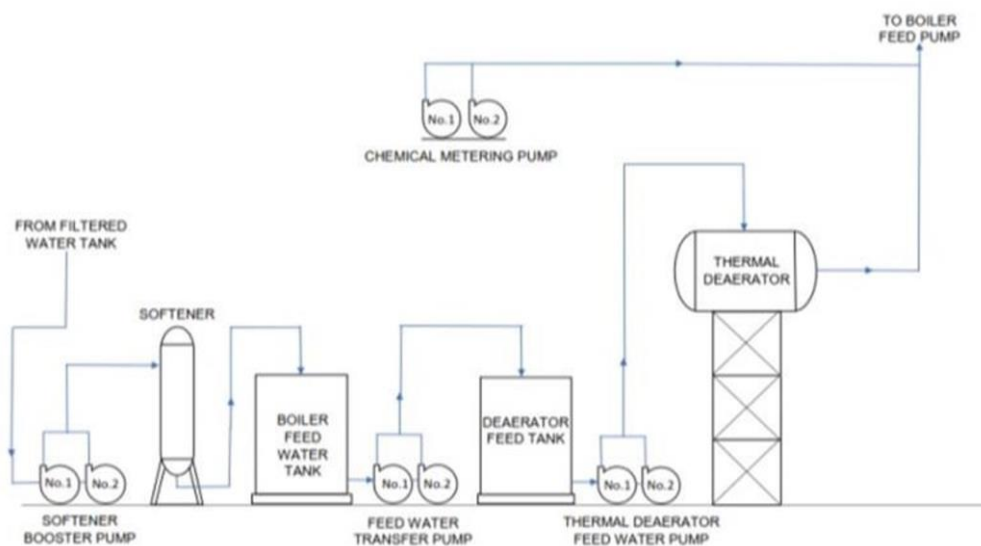 TO BOILER
FEED PUMP
No.1
No.2
CHEMICAL METERING PUMP
FROM FILTERED
WATER TANK
THERMAL
DEAERATOR
SOFTENER
BOILER
FEED
WATER
TANK
DEAERATOR
FEED TANK
No.1
No.2
No.1
No.2
No.1
No.2
SOFTENER
BOOSTER PUMP
FEED WATER
TRANSFER PUMP
THERMAL DEAERATOR
FEED WATER PUMP